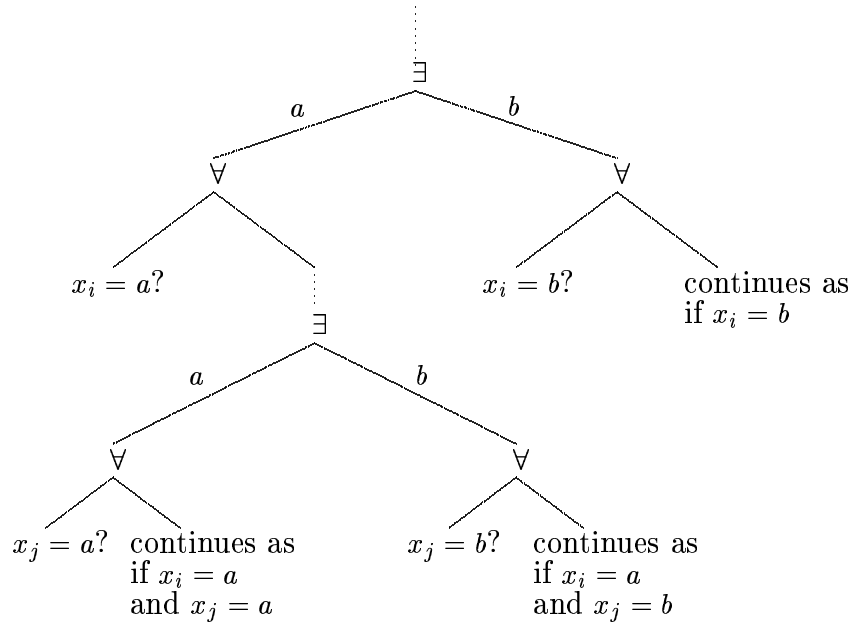 ∃
a b
∀ ∀
x_i = a? x_i = b? continues as
if x_i = b
∃
a b
∀ ∀
x_j = a? continues as x_j = b? continues as
if x_i = a if x_i = a
and x_j = a and x_j = b